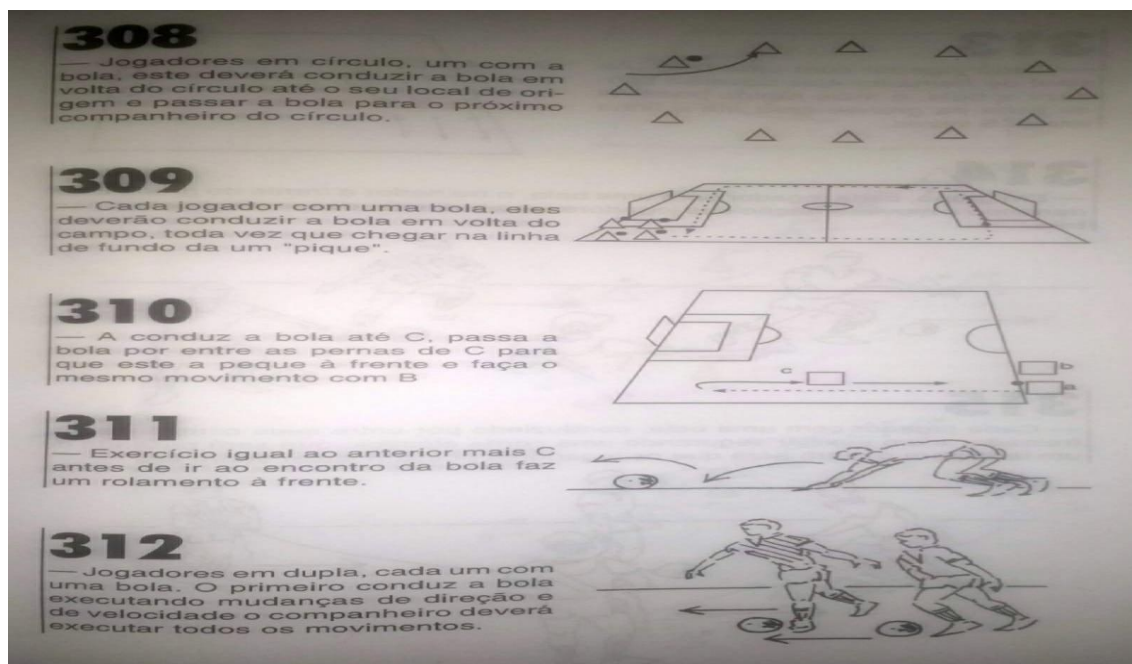 308
— Jogadores em círculo, um com a
bola, este deverá conduzir a bola em
volta do círculo até o seu local de ori-
gem e passar a bola para o próximo
companheiro do círculo.
309
— Cada jogador com uma bola, eles
deverão conduzir a bola em volta do
campo, toda vez que chegar na linha
de fundo da um "pique".
310
— A conduz a bola até C, passa a
bola por entre as pernas de C para
que este a peque à frente e faça o
mesmo movimento com B
c
b
a
311
— Exercício igual ao anterior mais C
antes de ir ao encontro da bola faz
um rolamento à frente.
312
— Jogadores em dupla, cada um com
uma bola. O primeiro conduz a bola
executando mudanças de direção e
de velocidade o companheiro deverá
executar todos os movimentos.